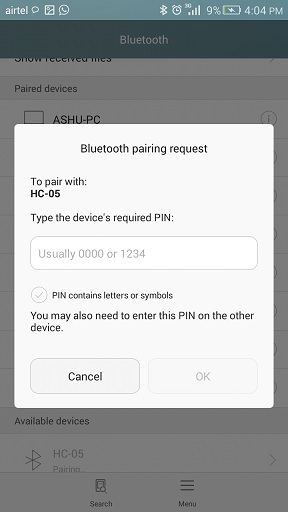 airtel 3G 9% 4:04 PM
Bluetooth
Show received files
Paired devices
ASHU-PC
Bluetooth pairing request
To pair with:
HC-05
Type the device's required PIN:
Usually 0000 or 1234
PIN contains letters or symbols
You may also need to enter this PIN on the other
device.
Cancel OK
Available devices
HC-05
Pairing...
Search Menu